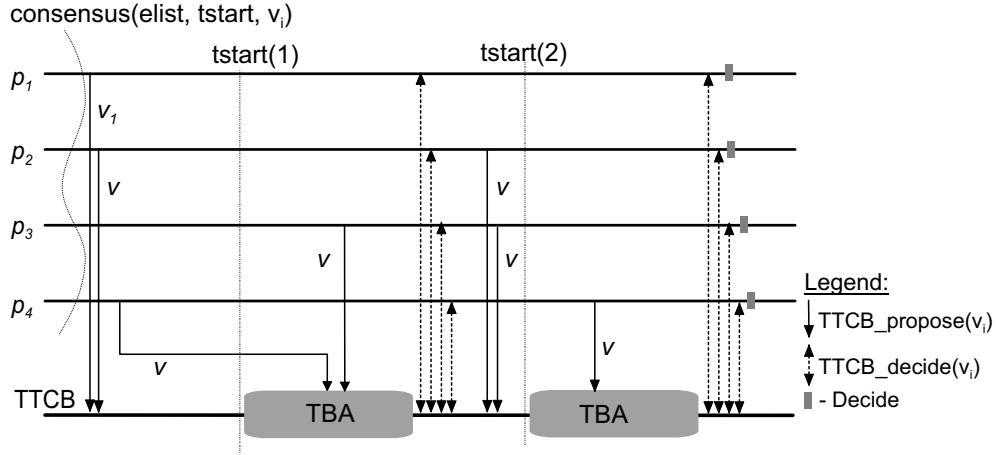 consensus(elist, tstart, vi)
tstart(1)
tstart(2)
p1
v1
p2
v
v
p3
v
v
p4
Legend:
TTCB_propose(vi)
v
v
TTCB_decide(vi)
TTCB
TBA
TBA
- Decide